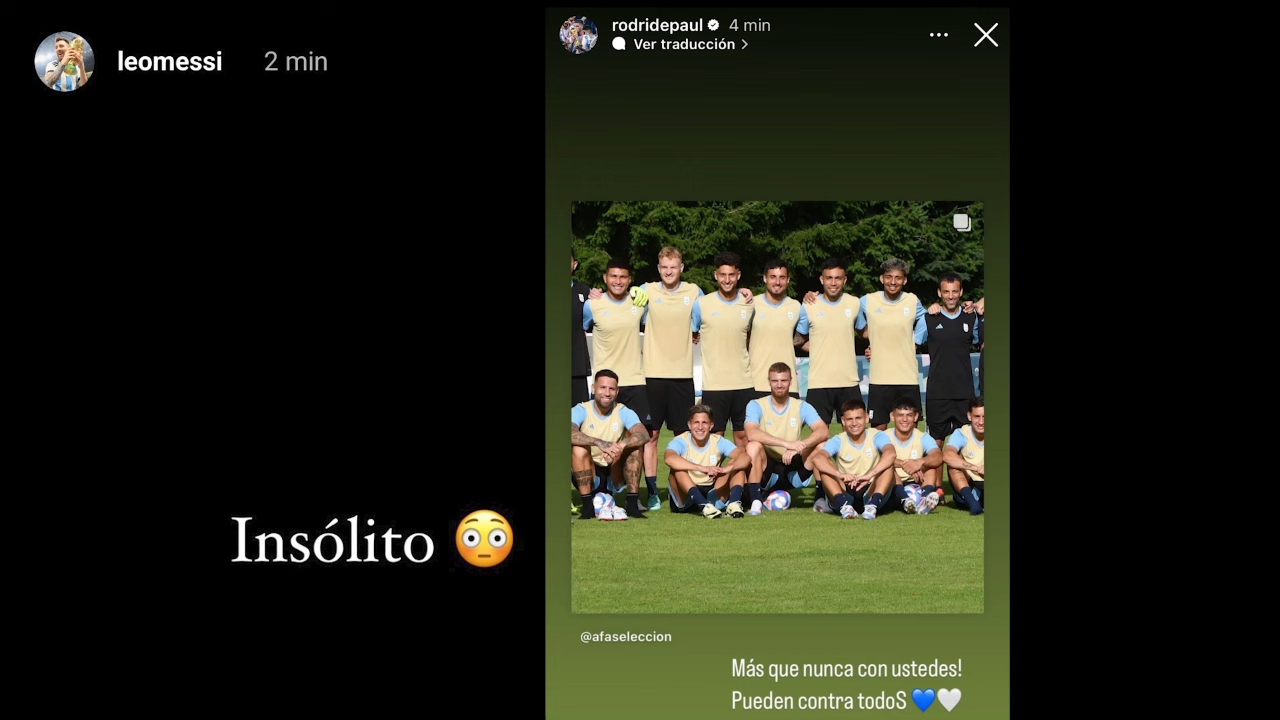 leomessi 2 min
Insólito 😳
rodridepaul 4 min
Ver traducción >
@afaseleccion
Más que nunca con ustedes!
Pueden contra todoS 💙🤍